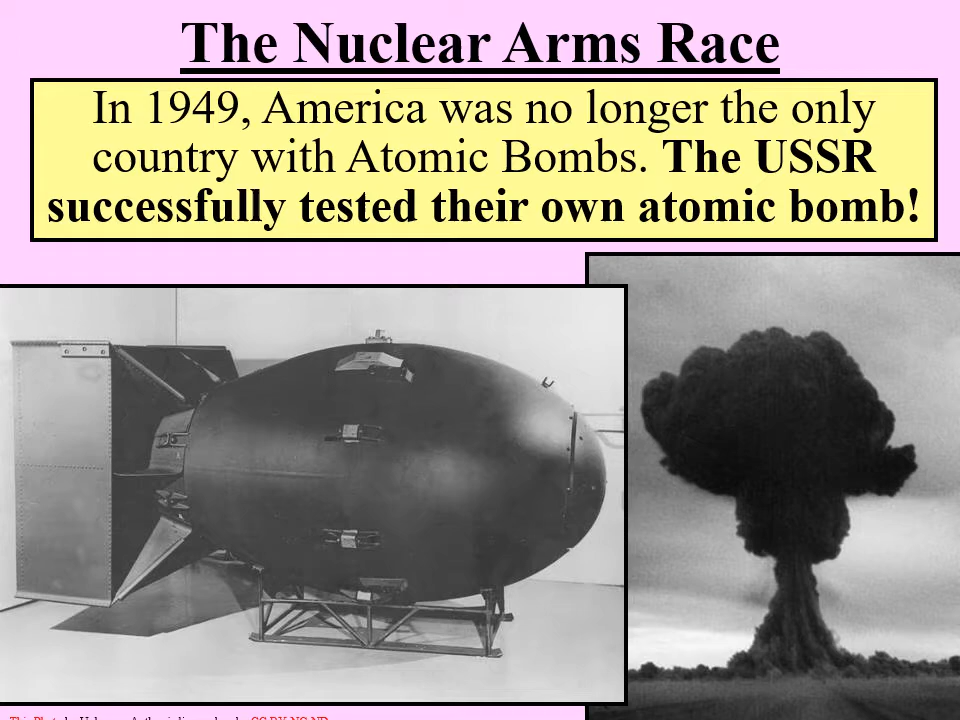 The Nuclear Arms Race
In 1949, America was no longer the only
country with Atomic Bombs. The USSR
successfully tested their own atomic bomb!